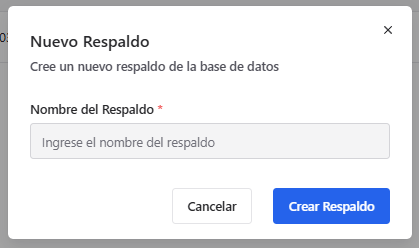 Nuevo Respaldo
Cree un nuevo respaldo de la base de datos
Nombre del Respaldo *
Ingrese el nombre del respaldo
Cancelar
Crear Respaldo